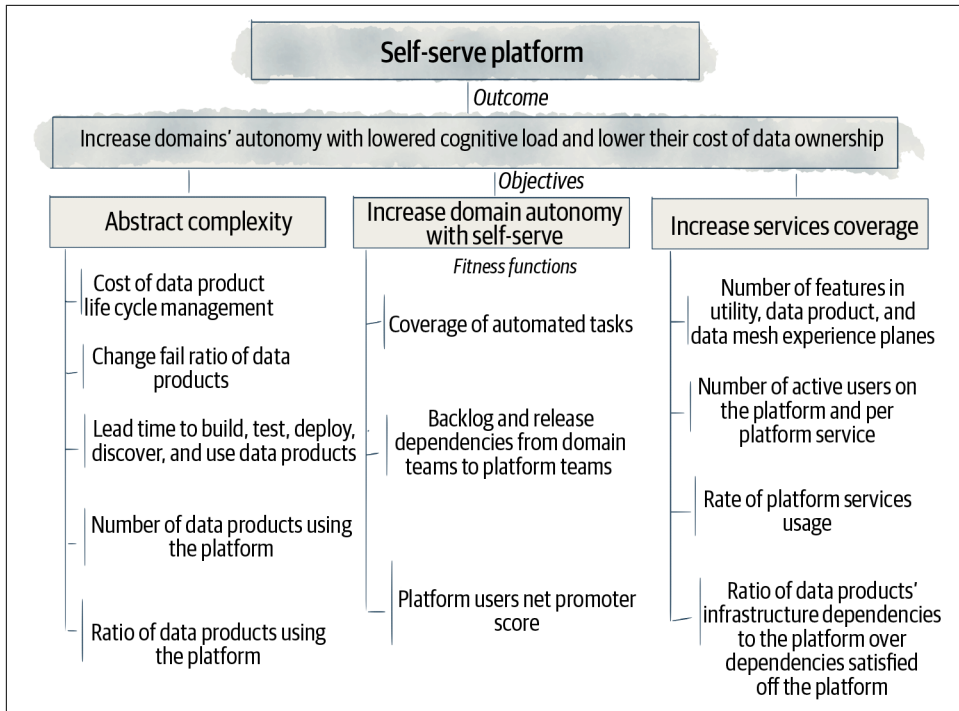 Self-serve platform
Outcome
Increase domains’ autonomy with lowered cognitive load and lower their cost of data ownership
Objectives
Abstract complexity
Cost of data product
life cycle management
Change fail ratio of data
products
Lead time to build, test, deploy,
discover, and use data products
Number of data products using
the platform
Ratio of data products using
the platform
Increase domain autonomy
with self-serve
Fitness functions
Coverage of automated tasks
Backlog and release
dependencies from domain
teams to platform teams
Platform users net promoter
score
Increase services coverage
Number of features in
utility, data product, and
data mesh experience planes
Number of active users on
the platform and per
platform service
Rate of platform services
usage
Ratio of data products’
infrastructure dependencies
to the platform over
dependencies satisfied
off the platform